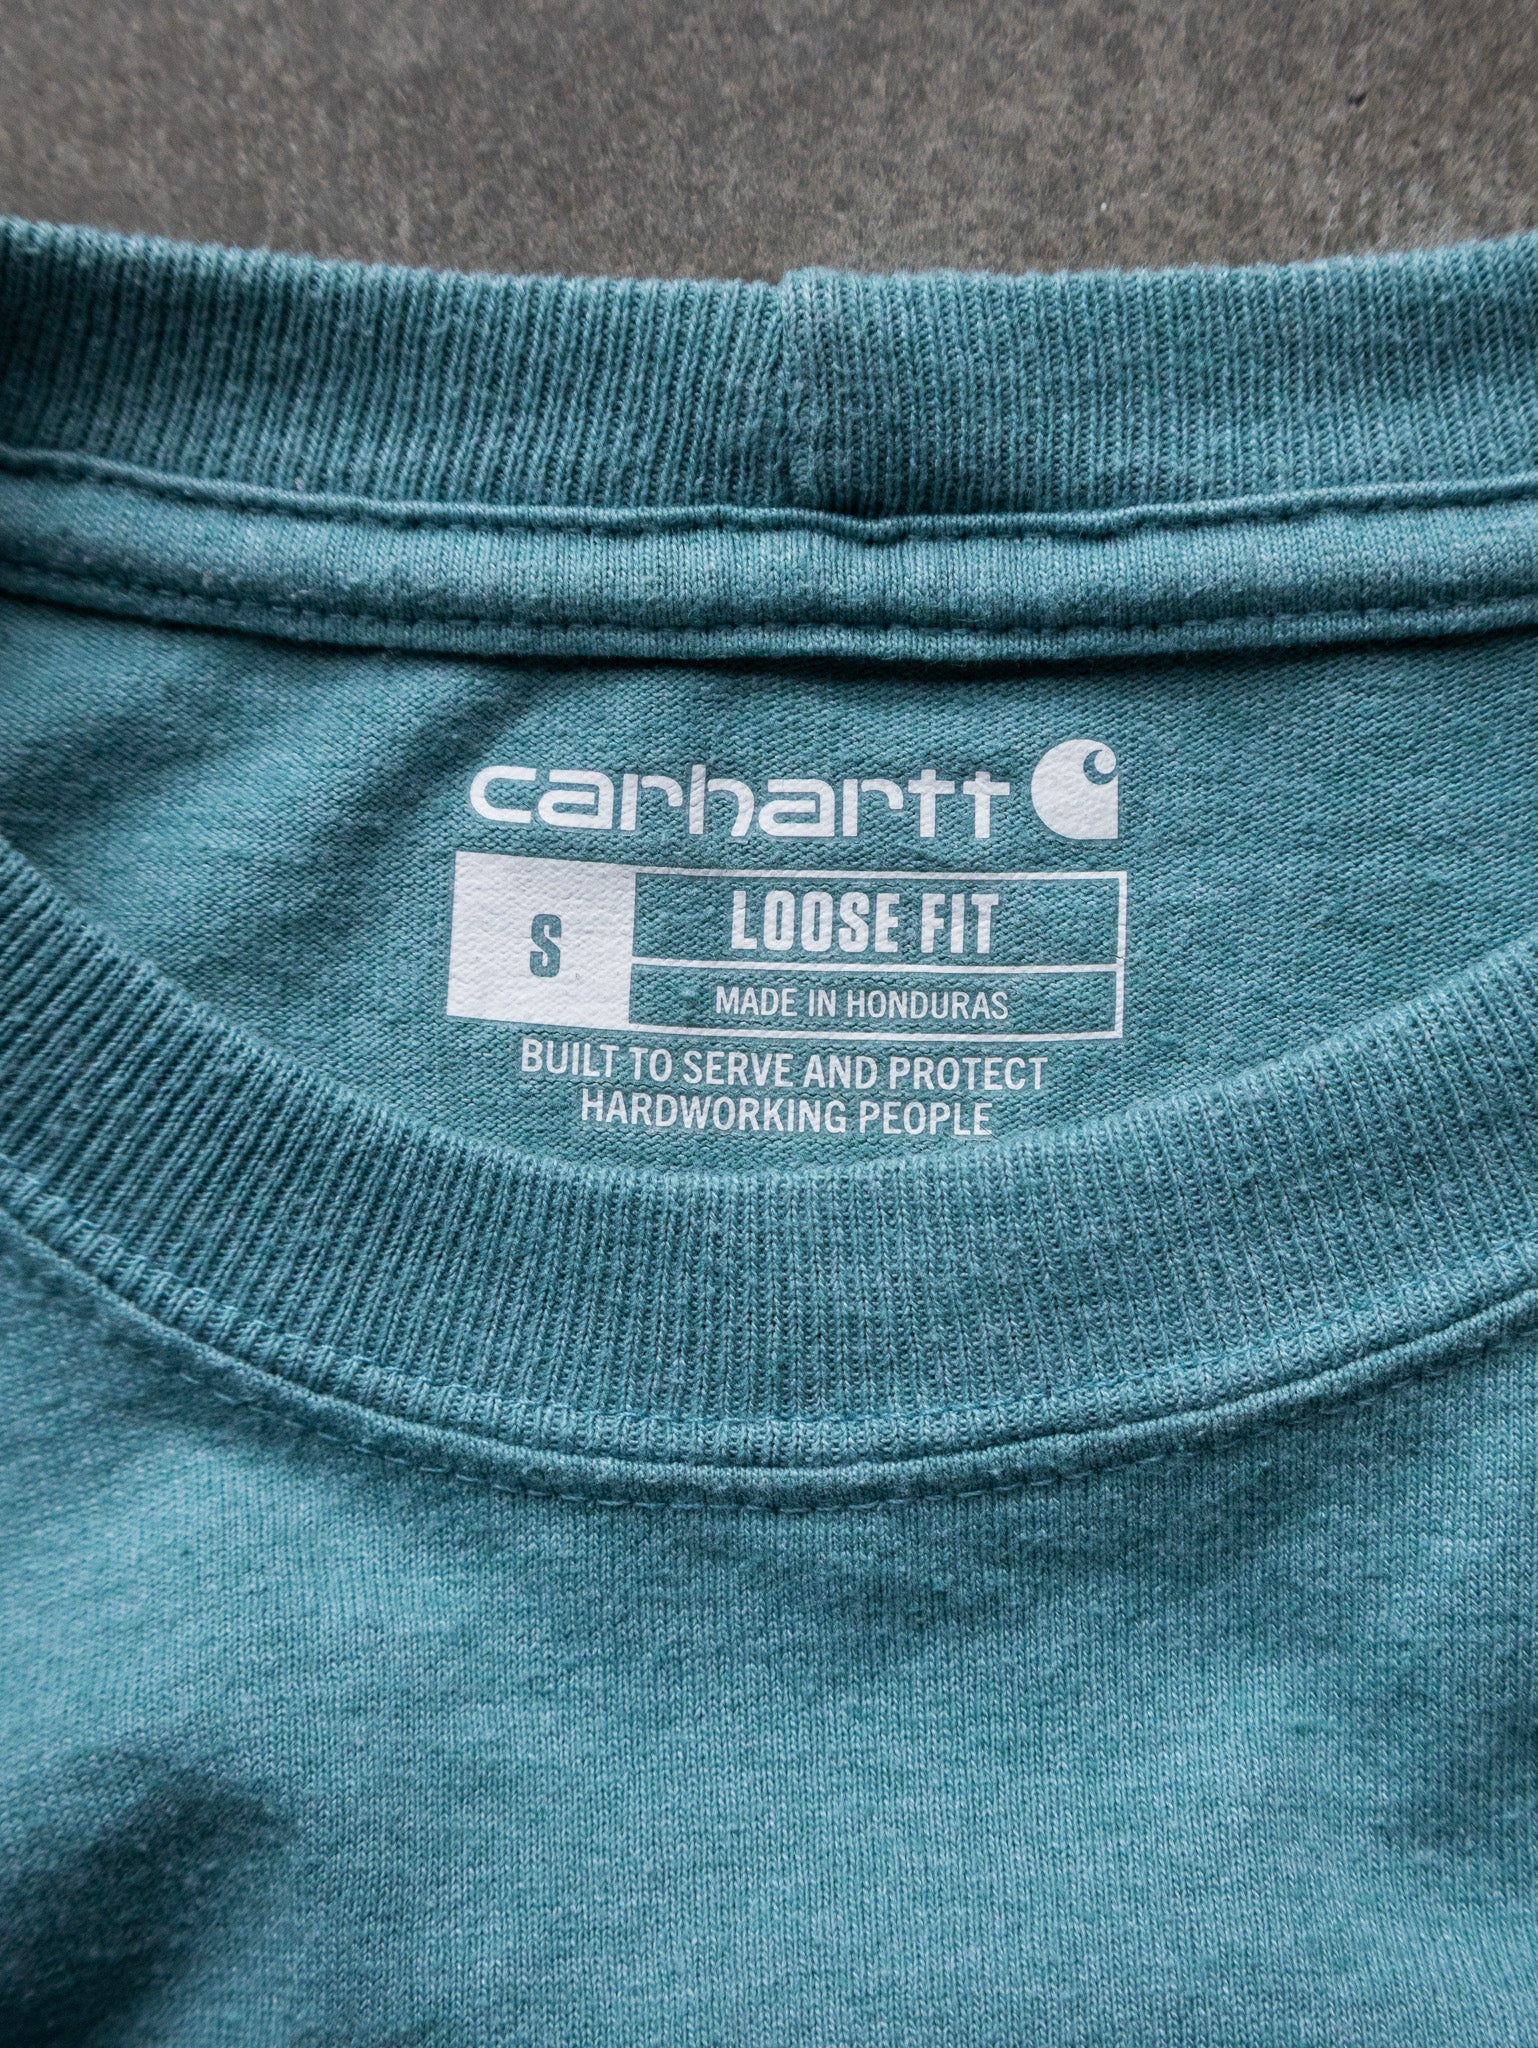 carhartt
S
LOOSE FIT
MADE IN HONDURAS
BUILT TO SERVE AND PROTECT
HARDWORKING PEOPLE